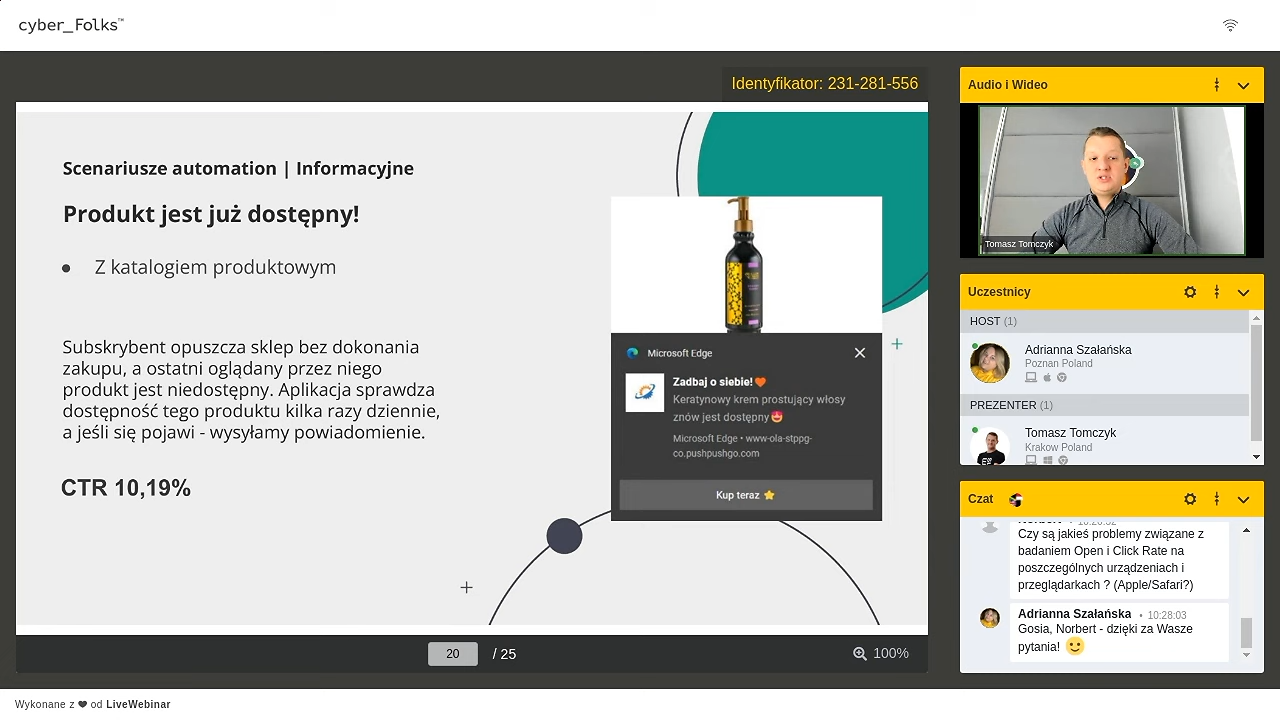 cyber_Folks™
Identyfikator: 231-281-556
Scenariusze automation | Informacyjne
Produkt jest już dostępny!
● Z katalogiem produktowym
Subskrybent opuszcza sklep bez dokonania
zakupu, a ostatni oglądany przez niego
produkt jest niedostępny. Aplikacja sprawdza
dostępność tego produktu kilka razy dziennie,
a jeśli się pojawi - wysyłamy powiadomienie.
CTR 10,19%
Microsoft Edge
Zadbaj o siebie!🧡
Keratynowy krem prostujący włosy
znów jest dostępny🤩
Microsoft Edge • www-ola-stppg-
co.pushpushgo.com
Kup teraz ⭐
20 / 25
100%
Audio i Wideo
Tomasz Tomczyk
Uczestnicy
HOST (1)
Adrianna Szałańska
Poznan Poland
PREZENTER (1)
Tomasz Tomczyk
Krakow Poland
Czat
Czy są jakieś problemy związane z
badaniem Open i Click Rate na
poszczególnych urządzeniach i
przeglądarkach ? (Apple/Safari?)
Adrianna Szałańska • 10:28:03
Gosia, Norbert - dzięki za Wasze
pytania! 🙂
Wykonane z ❤ od LiveWebinar